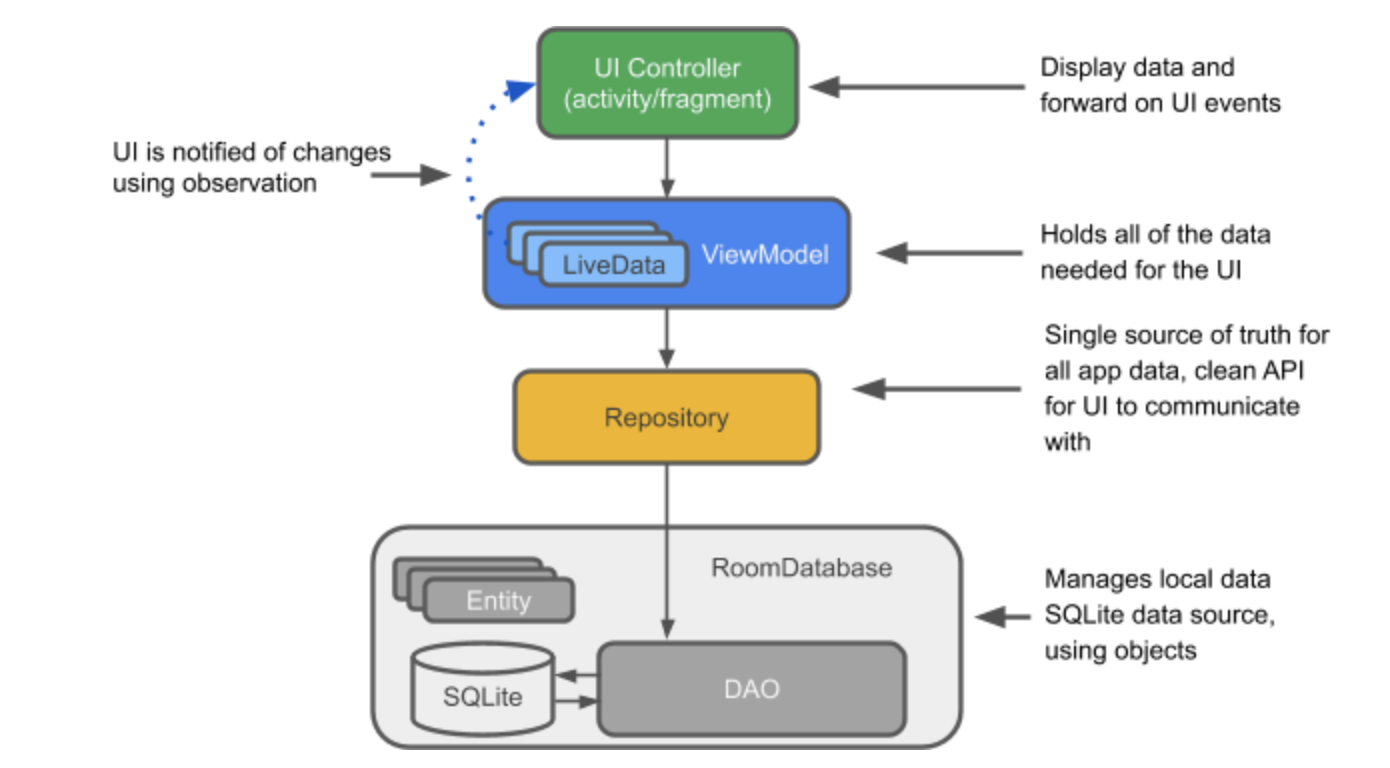 UI Controller
(activity/fragment)
Display data and
forward on UI events
UI is notified of changes
using observation
LiveData
ViewModel
Holds all of the data
needed for the UI
Single source of truth for
all app data, clean API
for UI to communicate
with
Repository
RoomDatabase
Entity
SQLite
DAO
Manages local data
SQLite data source,
using objects